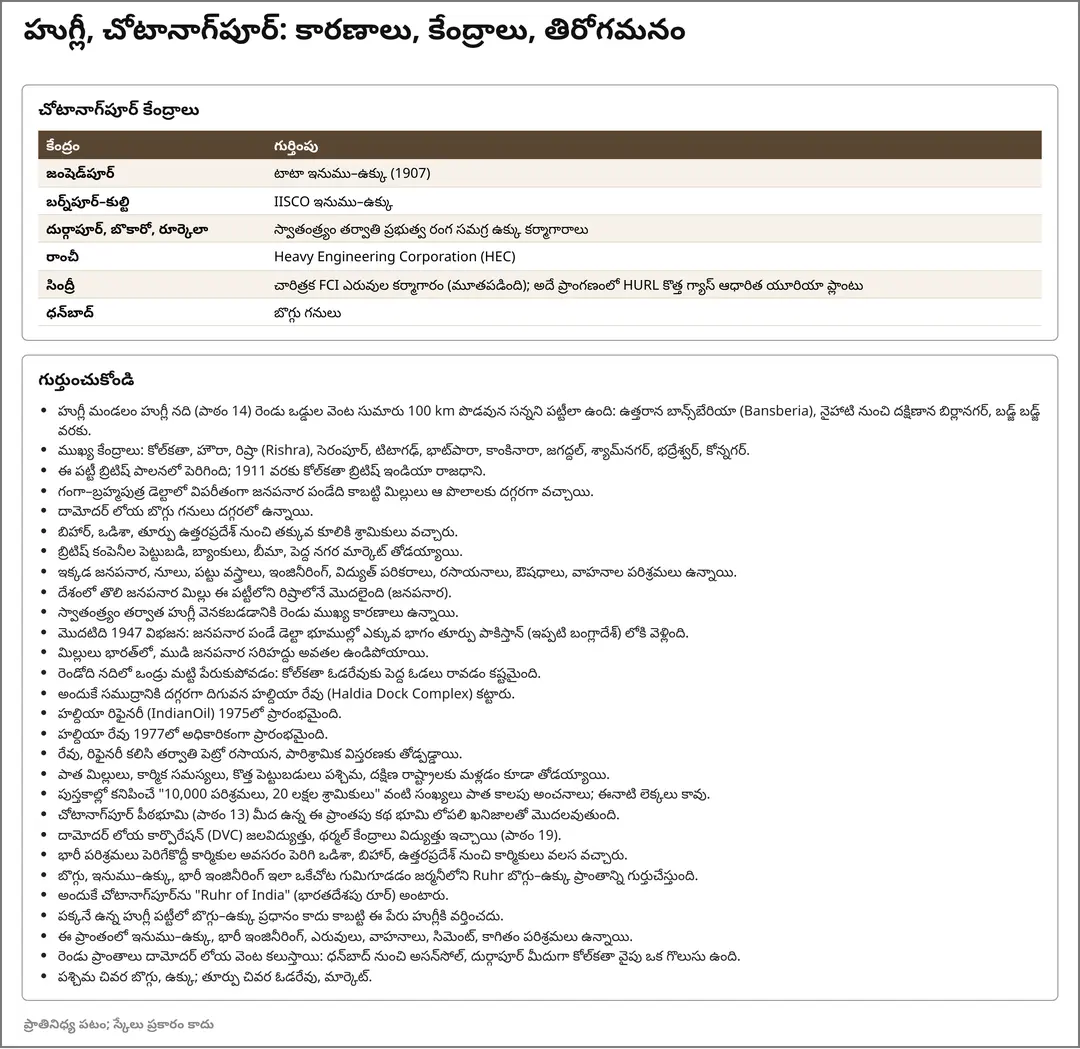 హుగ్లీ, చోటానాగ్‌పూర్: కారణాలు, కేంద్రాలు, తిరోగమనం
చోటానాగ్‌పూర్ కేంద్రాలు
కేంద్రం గుర్తింపు
జంషెడ్‌పూర్ టాటా ఇనుము–ఉక్కు (1907)
బర్న్‌పూర్–కుల్టి IISCO ఇనుము–ఉక్కు
దుర్గాపూర్, బొకారో, రూర్కెలా స్వాతంత్ర్యం తర్వాతి ప్రభుత్వ రంగ సమగ్ర ఉక్కు కర్మాగారాలు
రాంచీ Heavy Engineering Corporation (HEC)
సింద్రీ చారిత్రక FCI ఎరువుల కర్మాగారం (మూతపడింది); అదే ప్రాంగణంలో HURL కొత్త గ్యాస్ ఆధారిత యూరియా ప్లాంటు
ధన్‌బాద్ బొగ్గు గనులు
గుర్తుంచుకోండి
• హుగ్లీ మండలం హుగ్లీ నది (పాఠం 14) రెండు ఒడ్డుల వెంట సుమారు 100 km పొడవున సన్నని పట్టీలా ఉంది: ఉత్తరాన బాన్స్‌బేరియా (Bansberia), నైహాటి నుంచి దక్షిణాన బిర్లానగర్, బడ్జ్ బడ్జ్
వరకు.
• ముఖ్య కేంద్రాలు: కోల్‌కతా, హౌరా, రిష్రా (Rishra), సెరంపూర్, టిటాగఢ్, భాట్‌పారా, కాంకినారా, జగద్దల్, శ్యామ్‌నగర్, భద్రేశ్వర్, కోన్నగర్.
• ఈ పట్టీ బ్రిటిష్ పాలనలో పెరిగింది; 1911 వరకు కోల్‌కతా బ్రిటిష్ ఇండియా రాజధాని.
• గంగా–బ్రహ్మపుత్ర డెల్టాలో విపరీతంగా జనపనార పండేది కాబట్టి మిల్లులు ఆ పొలాలకు దగ్గరగా వచ్చాయి.
• దామోదర్ లోయ బొగ్గు గనులు దగ్గరలో ఉన్నాయి.
• బిహార్, ఒడిశా, తూర్పు ఉత్తరప్రదేశ్ నుంచి తక్కువ కూలికి శ్రామికులు వచ్చారు.
• బ్రిటిష్ కంపెనీల పెట్టుబడి, బ్యాంకులు, బీమా, పెద్ద నగర మార్కెట్ తోడయ్యాయి.
• ఇక్కడ జనపనార, నూలు, పట్టు వస్త్రాలు, ఇంజినీరింగ్, విద్యుత్ పరికరాలు, రసాయనాలు, ఔషధాలు, వాహనాల పరిశ్రమలు ఉన్నాయి.
• దేశంలో తొలి జనపనార మిల్లు ఈ పట్టీలోని రిష్రాలోనే మొదలైంది (జనపనార).
• స్వాతంత్ర్యం తర్వాత హుగ్లీ వెనకబడడానికి రెండు ముఖ్య కారణాలు ఉన్నాయి.
• మొదటిది 1947 విభజన: జనపనార పండే డెల్టా భూముల్లో ఎక్కువ భాగం తూర్పు పాకిస్తాన్ (ఇప్పటి బంగ్లాదేశ్) లోకి వెళ్లింది.
• మిల్లులు భారత్‌లో, ముడి జనపనార సరిహద్దు అవతల ఉండిపోయాయి.
• రెండోది నదిలో ఒండ్రు మట్టి పేరుకుపోవడం: కోల్‌కతా ఓడరేవుకు పెద్ద ఓడలు రావడం కష్టమైంది.
• అందుకే సముద్రానికి దగ్గరగా దిగువన హల్దియా రేవు (Haldia Dock Complex) కట్టారు.
• హల్దియా రిఫైనరీ (IndianOil) 1975లో ప్రారంభమైంది.
• హల్దియా రేవు 1977లో అధికారికంగా ప్రారంభమైంది.
• రేవు, రిఫైనరీ కలిసి తర్వాతి పెట్రో రసాయన, పారిశ్రామిక విస్తరణకు తోడ్పడ్డాయి.
• పాత మిల్లులు, కార్మిక సమస్యలు, కొత్త పెట్టుబడులు పశ్చిమ, దక్షిణ రాష్ట్రాలకు మళ్లడం కూడా తోడయ్యాయి.
• పుస్తకాల్లో కనిపించే "10,000 పరిశ్రమలు, 20 లక్షల శ్రామికులు" వంటి సంఖ్యలు పాత కాలపు అంచనాలు; ఈనాటి లెక్కలు కావు.
• చోటానాగ్‌పూర్ పీఠభూమి (పాఠం 13) మీద ఉన్న ఈ ప్రాంతపు కథ భూమి లోపలి ఖనిజాలతో మొదలవుతుంది.
• దామోదర్ లోయ కార్పొరేషన్ (DVC) జలవిద్యుత్తు, థర్మల్ కేంద్రాలు విద్యుత్తు ఇచ్చాయి (పాఠం 19).
• భారీ పరిశ్రమలు పెరిగేకొద్దీ కార్మికుల అవసరం పెరిగి ఒడిశా, బిహార్, ఉత్తరప్రదేశ్ నుంచి కార్మికులు వలస వచ్చారు.
• బొగ్గు, ఇనుము–ఉక్కు, భారీ ఇంజినీరింగ్ ఇలా ఒకేచోట గుమిగూడడం జర్మనీలోని Ruhr బొగ్గు–ఉక్కు ప్రాంతాన్ని గుర్తుచేస్తుంది.
• అందుకే చోటానాగ్‌పూర్‌ను "Ruhr of India" (భారతదేశపు రూర్) అంటారు.
• పక్కనే ఉన్న హుగ్లీ పట్టీలో బొగ్గు–ఉక్కు ప్రధానం కాదు కాబట్టి ఈ పేరు హుగ్లీకి వర్తించదు.
• ఈ ప్రాంతంలో ఇనుము–ఉక్కు, భారీ ఇంజినీరింగ్, ఎరువులు, వాహనాలు, సిమెంట్, కాగితం పరిశ్రమలు ఉన్నాయి.
• రెండు ప్రాంతాలు దామోదర్ లోయ వెంట కలుస్తాయి: ధన్‌బాద్ నుంచి అసన్‌సోల్, దుర్గాపూర్ మీదుగా కోల్‌కతా వైపు ఒక గొలుసు ఉంది.
• పశ్చిమ చివర బొగ్గు, ఉక్కు; తూర్పు చివర ఓడరేవు, మార్కెట్.
ప్రాతినిధ్య పటం; స్కేలు ప్రకారం కాదు